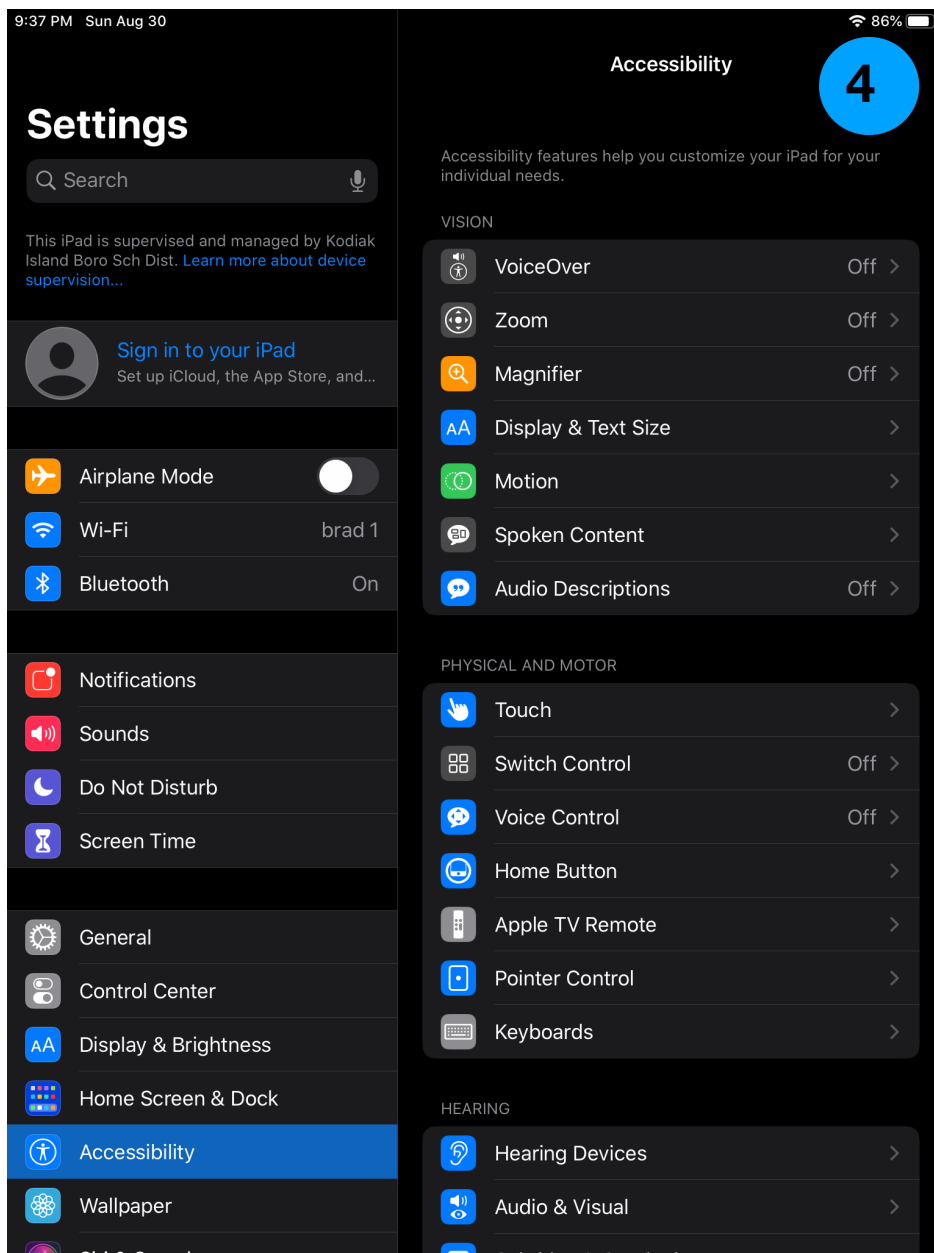 9:37 PM Sun Aug 30
86%
Settings
Search
This iPad is supervised and managed by Kodiak
Island Boro Sch Dist. Learn more about device
supervision...
Sign in to your iPad
Set up iCloud, the App Store, and...
Airplane Mode
Wi-Fi brad 1
Bluetooth On
Notifications
Sounds
Do Not Disturb
Screen Time
General
Control Center
AA Display & Brightness
Home Screen & Dock
Accessibility
Wallpaper
Accessibility
4
Accessibility features help you customize your iPad for your
individual needs.
VISION
VoiceOver Off
Zoom Off
Magnifier Off
AA Display & Text Size
Motion
Spoken Content
Audio Descriptions Off
PHYSICAL AND MOTOR
Touch
Switch Control Off
Voice Control Off
Home Button
Apple TV Remote
Pointer Control
Keyboards
HEARING
Hearing Devices
Audio & Visual